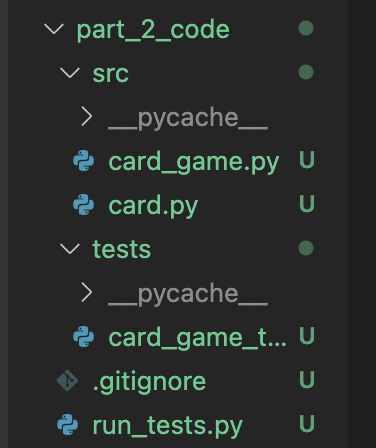 part_2_code
src
__pycache__
card_game.py U
card.py U
tests
__pycache__
card_game_t... U
.gitignore U
run_tests.py U